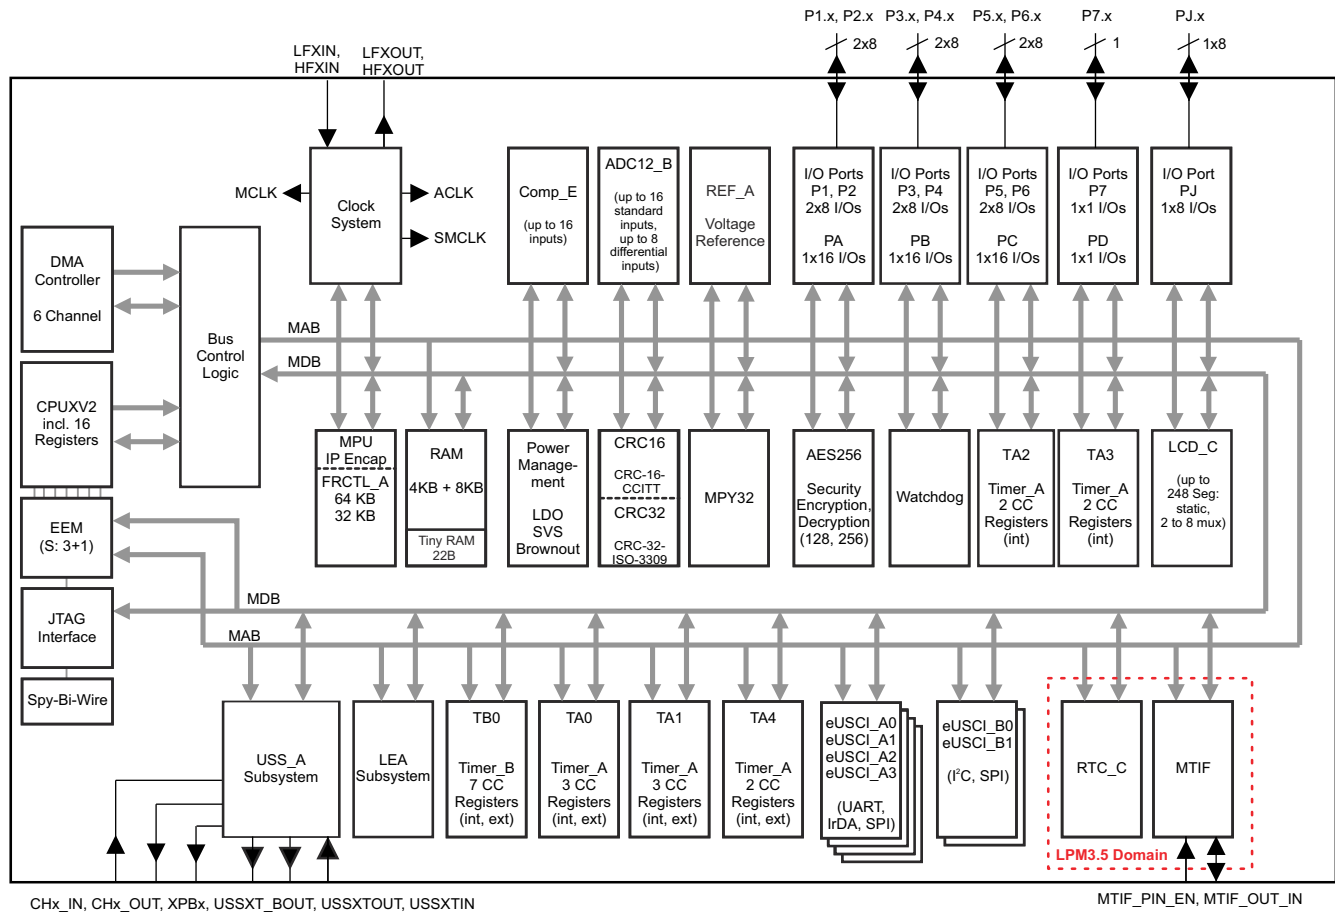 P1.x, P2.x
P3.x, P4.x
P5.x, P6.x
P7.x
PJ.x
2x8
2x8
2x8
1
1x8
LFXIN,
HFXIN
LFXOUT,
HFXOUT
MCLK
Clock
System
ACLK
SMCLK
Comp_E
(up to 16
inputs)
ADC12_B
(up to 16
standard
inputs,
up to 8
differential
inputs)
REF_A
Voltage
Reference
I/O Ports
P1, P2
2x8 I/Os
PA
1x16 I/Os
I/O Ports
P3, P4
2x8 I/Os
PB
1x16 I/Os
I/O Ports
P5, P6
2x8 I/Os
PC
1x16 I/Os
I/O Ports
P7
1x1 I/Os
PD
1x1 I/Os
I/O Port
PJ
1x8 I/Os
DMA
Controller
6 Channel
Bus
Control
Logic
MAB
MDB
CPUXV2
incl. 16
Registers
MPU
IP Encap
FRCTL_A
64 KB
32 KB
RAM
4KB + 8KB
Tiny RAM
22B
Power
Manage-
ment
LDO
SVS
Brownout
CRC16
CRC-16-
CCITT
CRC32
CRC-32-
ISO-3309
MPY32
AES256
Security
Encryption,
Decryption
(128, 256)
Watchdog
TA2
Timer_A
2 CC
Registers
(int)
TA3
Timer_A
2 CC
Registers
(int)
LCD_C
(up to
248 Seg;
static,
2 to 8 mux)
EEM
(S: 3+1)
JTAG
Interface
Spy-Bi-Wire
MDB
MAB
USS_A
Subsystem
LEA
Subsystem
TB0
Timer_B
7 CC
Registers
(int, ext)
TA0
Timer_A
3 CC
Registers
(int, ext)
TA1
Timer_A
3 CC
Registers
(int, ext)
TA4
Timer_A
2 CC
Registers
(int, ext)
eUSCI_A0
eUSCI_A1
eUSCI_A2
eUSCI_A3
(UART,
IrDA, SPI)
eUSCI_B0
eUSCI_B1
(I²C, SPI)
RTC_C
MTIF
LPM3.5 Domain
CHx_IN, CHx_OUT, XPBx, USSXT_BOUT, USSXTOUT, USSXTIN
MTIF_PIN_EN, MTIF_OUT_IN